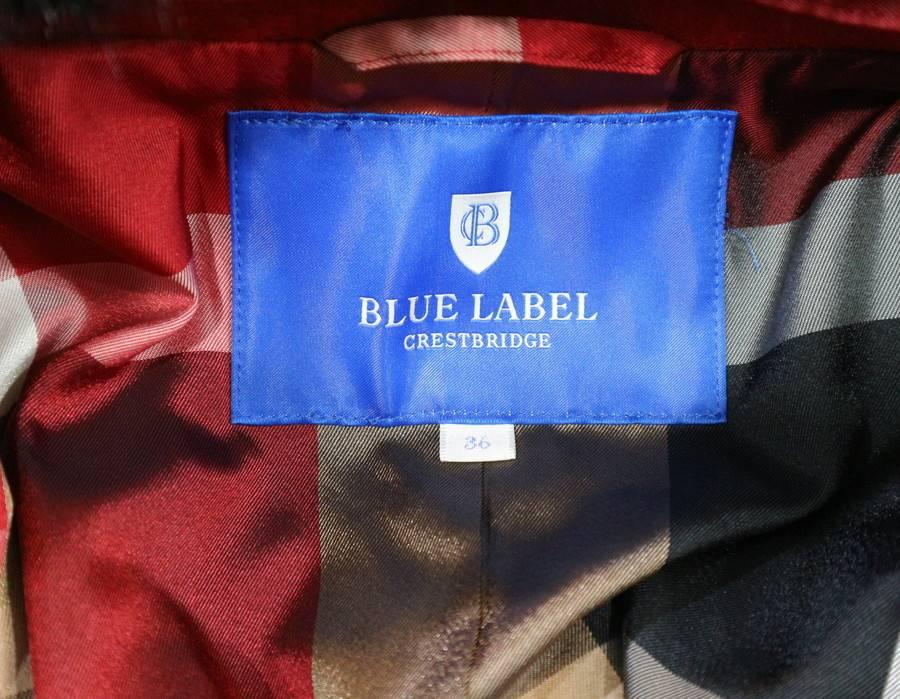 CB
BLUE LABEL
CRESTBRIDGE
36